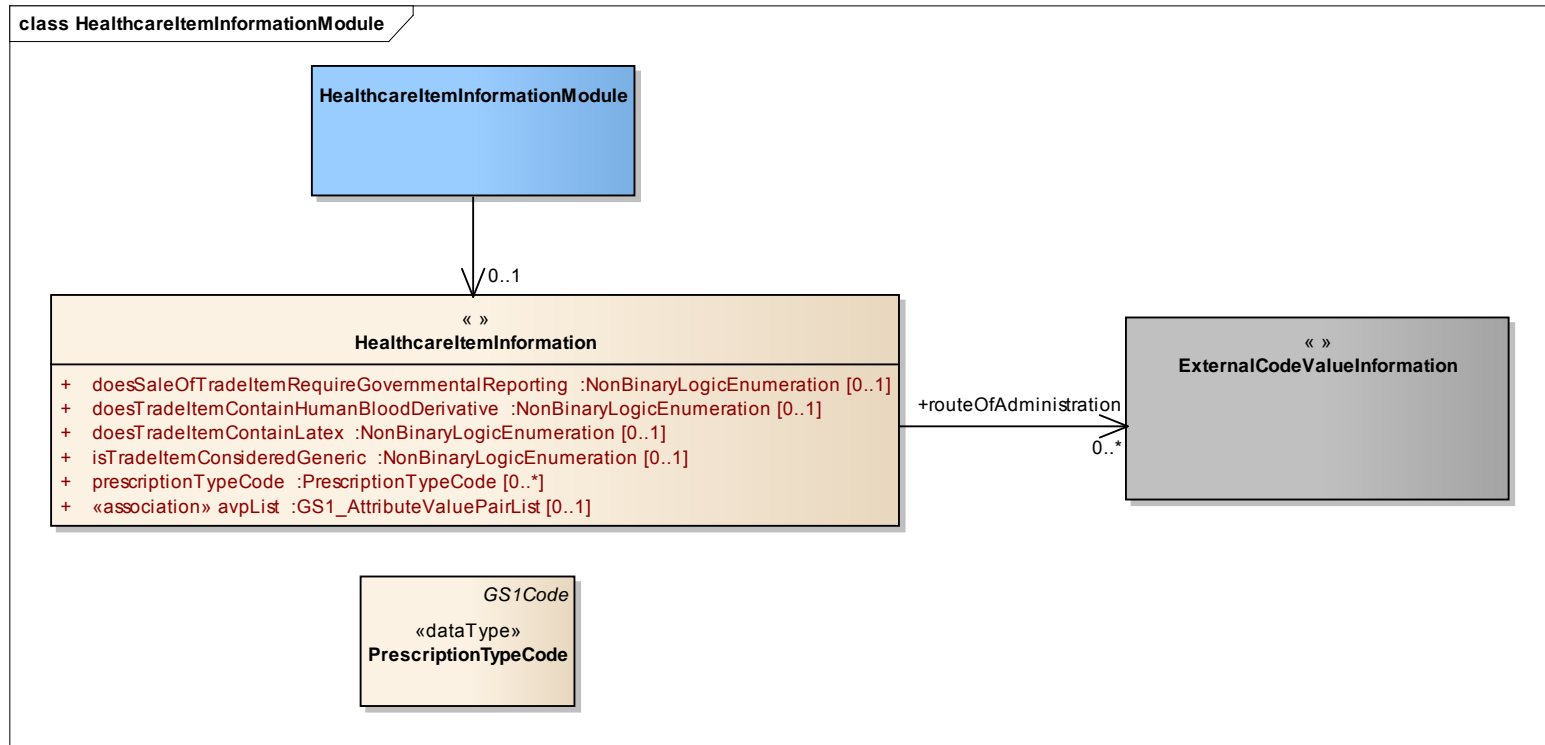 class HealthcareItemInformationModule
HealthcareItemInformationModule
0..1
« »
HealthcareItemInformation
+ doesSaleOfTradeItemRequireGovernmentalReporting :NonBinaryLogicEnumeration [0..1]
+ doesTradeItemContainHumanBloodDerivative :NonBinaryLogicEnumeration [0..1]
+ doesTradeItemContainLatex :NonBinaryLogicEnumeration [0..1]
+ isTradeItemConsideredGeneric :NonBinaryLogicEnumeration [0..1]
+ prescriptionTypeCode :PrescriptionTypeCode [0..*]
+ «association» avpList :GS1_AttributeValuePairList [0..1]
+routeOfAdministration
0..*
« »
ExternalCodeValueInformation
GS1Code
«dataType»
PrescriptionTypeCode